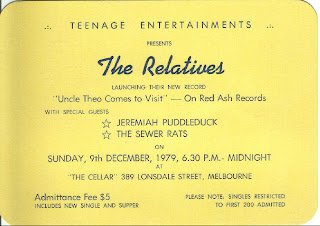 TEENAGE ENTERTAINMENTS
PRESENTS
The Relatives
LAUNCHING THEIR NEW RECORD
"Uncle Theo Comes to Visit" — On Red Ash Records
WITH SPECIAL GUESTS
☆ JEREMIAH PUDDLEDUCK
☆ THE SEWER RATS
ON
SUNDAY, 9th DECEMBER, 1979, 6.30 P.M.- MIDNIGHT
AT
"THE CELLAR" 389 LONSDALE STREET, MELBOURNE
Admittance Fee $5
INCLUDES NEW SINGLE AND SUPPER
PLEASE NOTE: SINGLES RESTRICTED
TO FIRST 200 ADMITTED